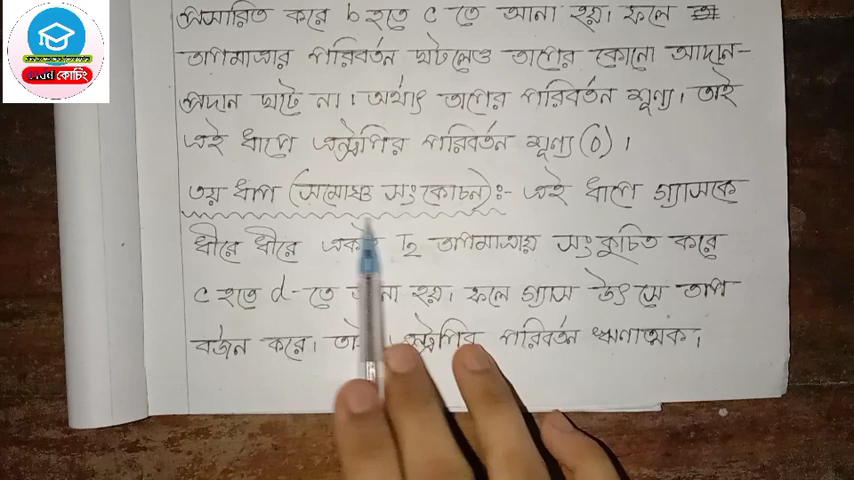 প্রসারিত করে b হতে c তে আনা হয়। ফলে
তাপমাত্রার পরিবর্তন ঘটলেও তাপের কোনো আদান-
প্রদান ঘটে না। অর্থাৎ তাপের পরিবর্তন শূণ্য। তাই
এই ধাপে এন্ট্রপির পরিবর্তন শূণ্য (0)।
৩য় ধাপ (সমোষ্ণ সংকোচন):- এই ধাপে গ্যাসকে
ধীরে ধীরে একই T2 তাপমাত্রায় সংকুচিত করে
c হতে d- তে আনা হয়। ফলে গ্যাস উৎসে তাপ
বর্জন করে। তাই এন্ট্রপির পরিবর্তন ঋণাত্মক।
কোচিং